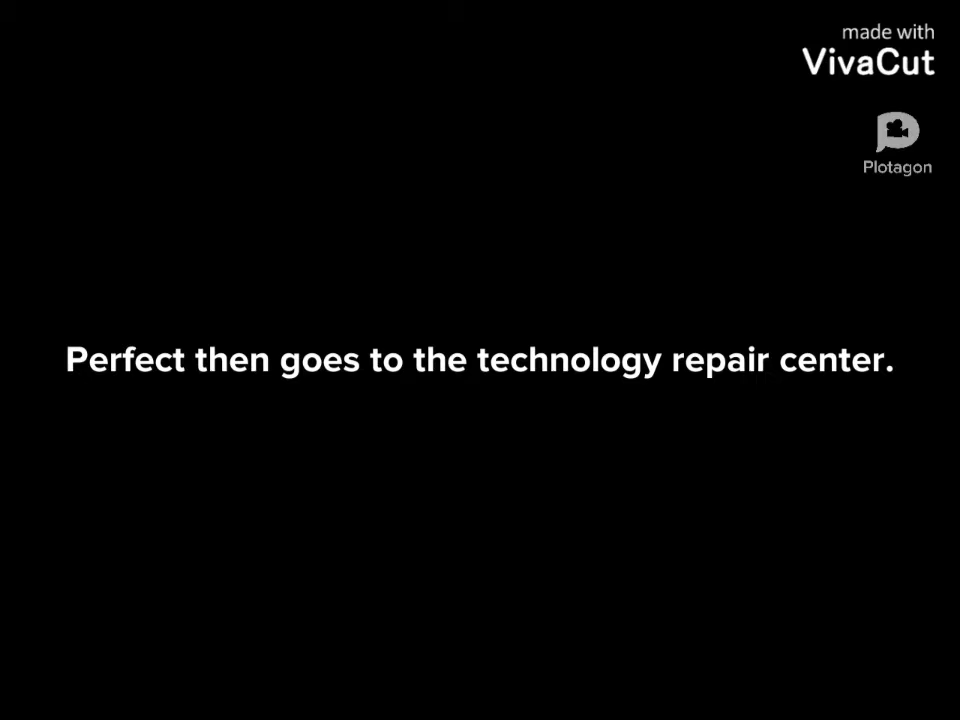 made with
VivaCut
Plotagon
Perfect then goes to the technology repair center.